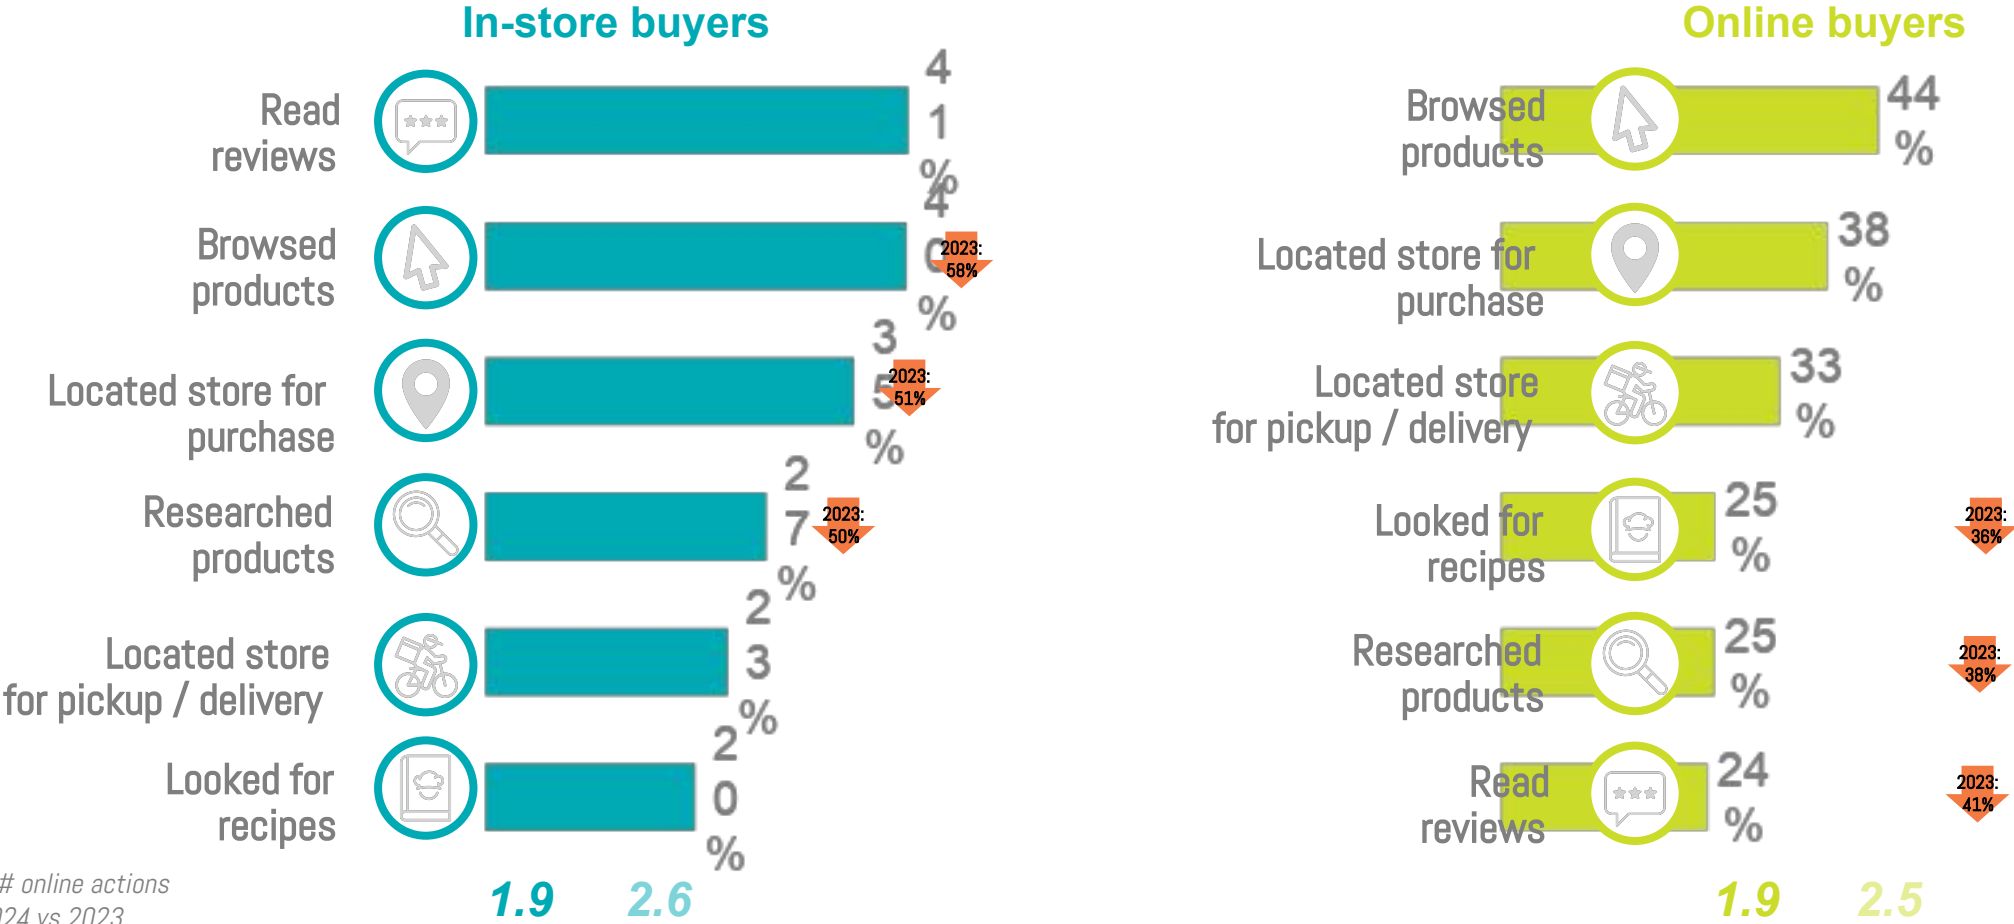 In-store buyers
Read
reviews
4
1
%
Browsed
products
4
0
%
2023:
58%
Located store for
purchase
3
5
%
2023:
51%
Researched
products
2
7
%
2023:
50%
Located store
for pickup / delivery
2
3
%
Looked for
recipes
2
0
%
# online actions
024 vs 2023
1.9 2.6
Online buyers
Browsed
products
44
%
Located store for
purchase
38
%
Located store
for pickup / delivery
33
%
Looked for
recipes
25
%
2023:
36%
Researched
products
25
%
2023:
38%
Read
reviews
24
%
2023:
41%
1.9 2.5